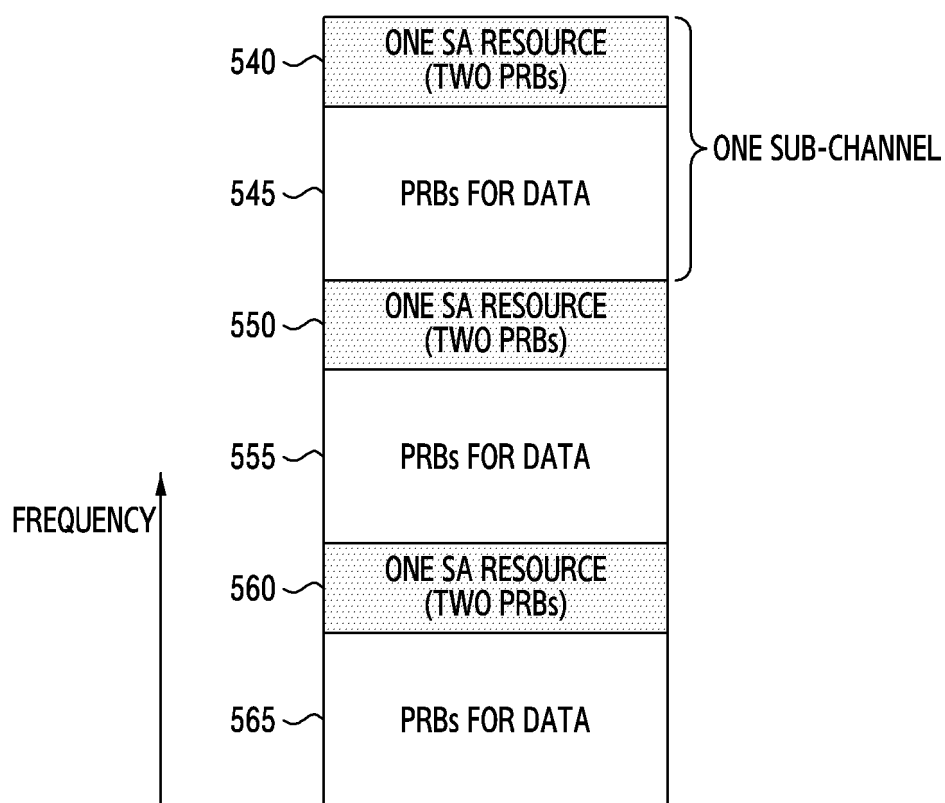 540
ONE SA RESOURCE
(TWO PRBs)
ONE SUB-CHANNEL
545
PRBs FOR DATA
550
ONE SA RESOURCE
(TWO PRBs)
555
PRBs FOR DATA
FREQUENCY
560
ONE SA RESOURCE
(TWO PRBs)
565
PRBs FOR DATA